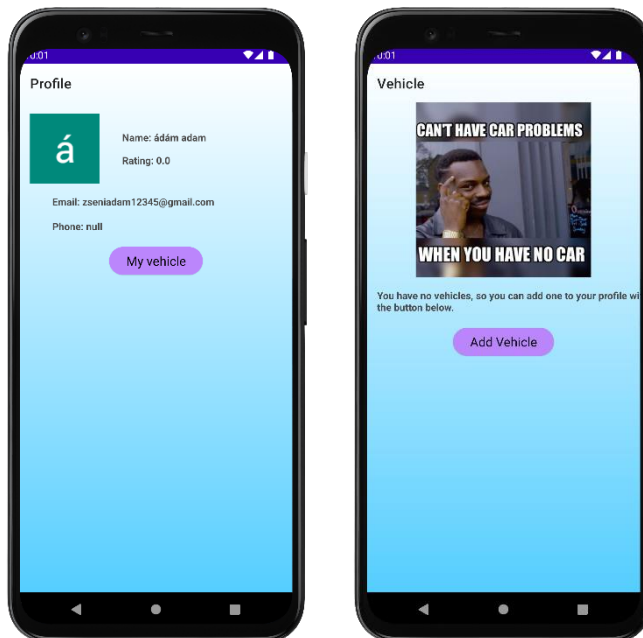 10:01
Profile
á
Name: ádám adam
Rating: 0.0
Email: zseniadam12345@gmail.com
Phone: null
My vehicle
10:01
Vehicle
CAN'T HAVE CAR PROBLEMS
WHEN YOU HAVE NO CAR
You have no vehicles, so you can add one to your profile wi
the button below.
Add Vehicle